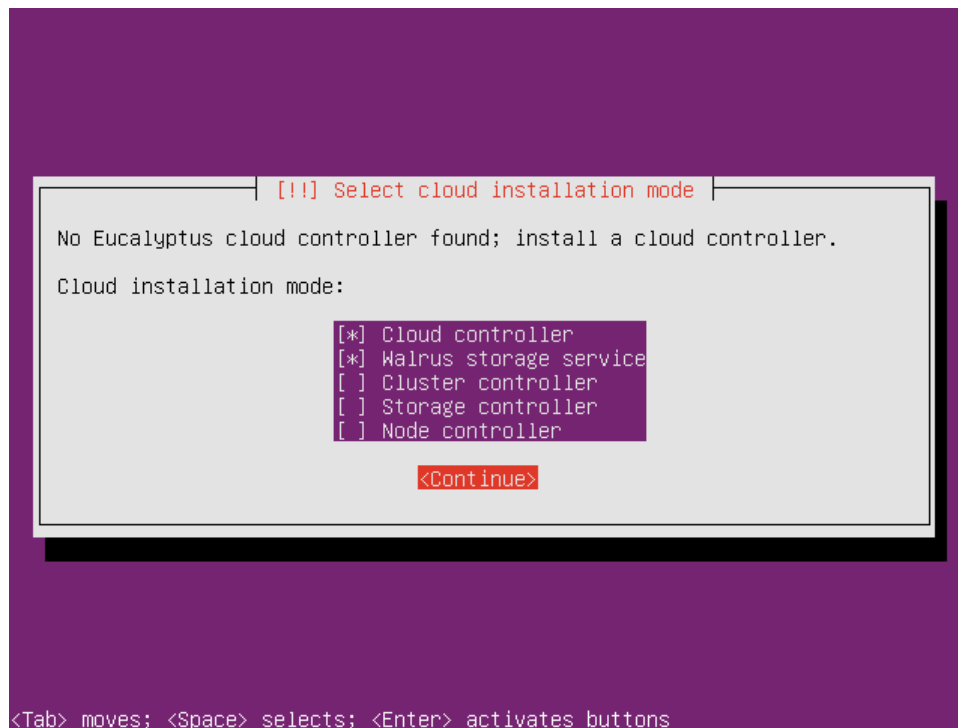 [!!] Select cloud installation mode
No Eucalyptus cloud controller found; install a cloud controller.
Cloud installation mode:
[*] Cloud controller
[*] Walrus storage service
[ ] Cluster controller
[ ] Storage controller
[ ] Node controller
<Continue>
<Tab> moves; <Space> selects; <Enter> activates buttons